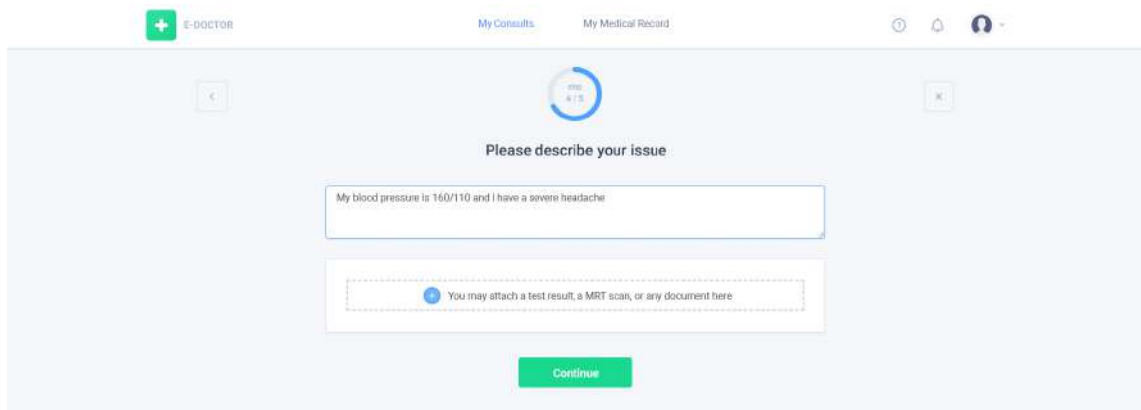 E-DOCTOR
My Consults
My Medical Record
4 / 5
Please describe your issue
My blood pressure is 160/110 and I have a severe headache
You may attach a test result, a MRT scan, or any document here
Continue